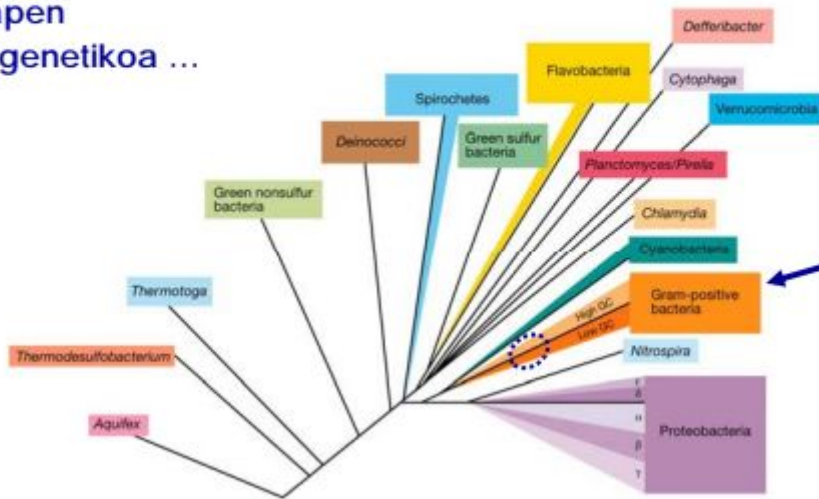 genetikoa ...
Defferibacter
Flavobacteria
Cytophaga
Spirochetes
Verrucomicrobia
Deinococci
Green sulfur
bacteria
Planctomyces/Pirella
Green nonsulfur
bacteria
Chlamydia
Cyanobacteria
Thermotoga
High GC
Gram-positive
bacteria
Low GC
Nitrospira
Thermodesulfobacterium
ε
δ
α
Proteobacteria
Aquifex
β
γ